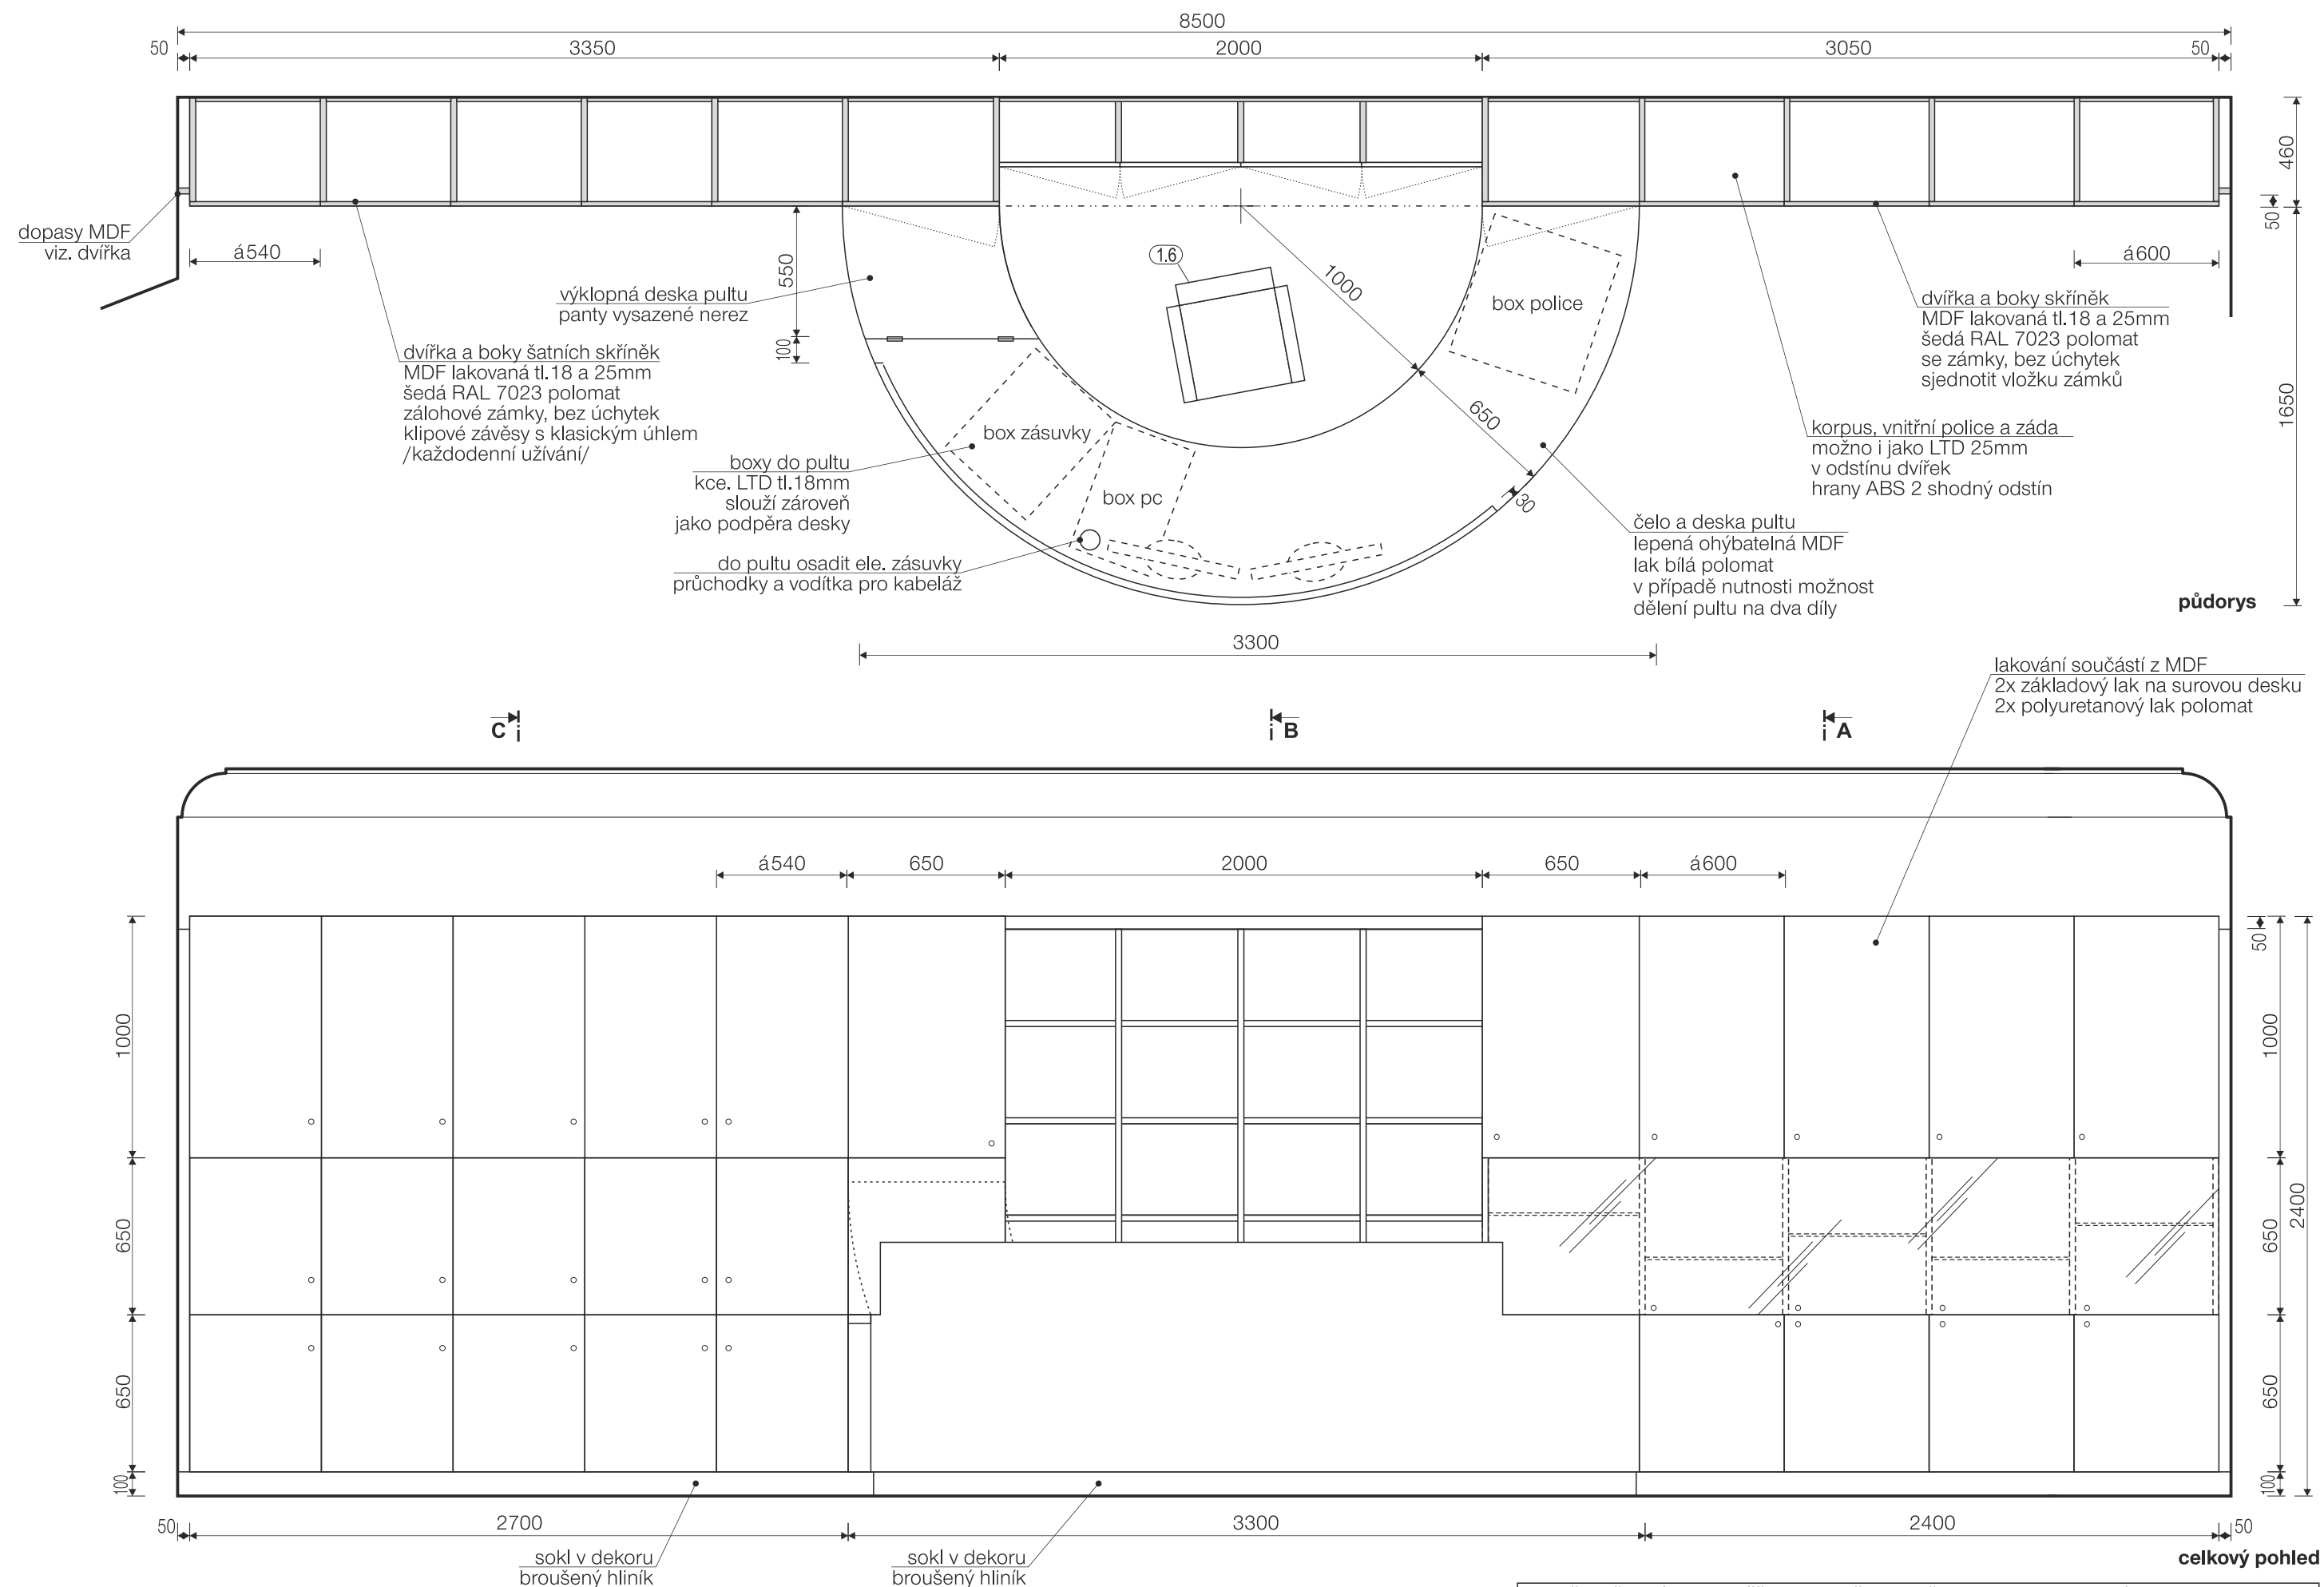 8500
50
3350
2000
3050
50
460
50
1650
dopasy MDF
viz. dvířka
á540
550
100
á600
výklopná deska pultu
panty vysazené nerez
1.6
1000
650
30
box police
box zásuvky
box pc
dvířka a boky šatních skříněk
MDF lakovaná tl.18 a 25mm
šedá RAL 7023 polomat
zálohové zámky, bez úchytek
klipové závěsy s klasickým úhlem
/každodenní užívání/
dvířka a boky skříněk
MDF lakovaná tl.18 a 25mm
šedá RAL 7023 polomat
se zámky, bez úchytek
sjednotit vložku zámků
korpus, vnitřní police a záda
možno i jako LTD 25mm
v odstínu dvířek
hrany ABS 2 shodný odstín
boxy do pultu
kce. LTD tl.18mm
slouží zároveň
jako podpěra desky
do pultu osadit ele. zásuvky
průchodky a vodítka pro kabeláž
čelo a deska pultu
lepená ohýbatelná MDF
lak bílá polomat
v případě nutnosti možnost
dělení pultu na dva díly
půdorys
3300
lakování součástí z MDF
2x základový lak na surovou desku
2x polyuretanový lak polomat
C
B
A
á540
650
2000
650
á600
1000
650
650
100
50
1000
650
650
100
2400
50
2700
3300
2400
50
sokl v dekoru
broušený hliník
sokl v dekoru
broušený hliník
celkový pohled